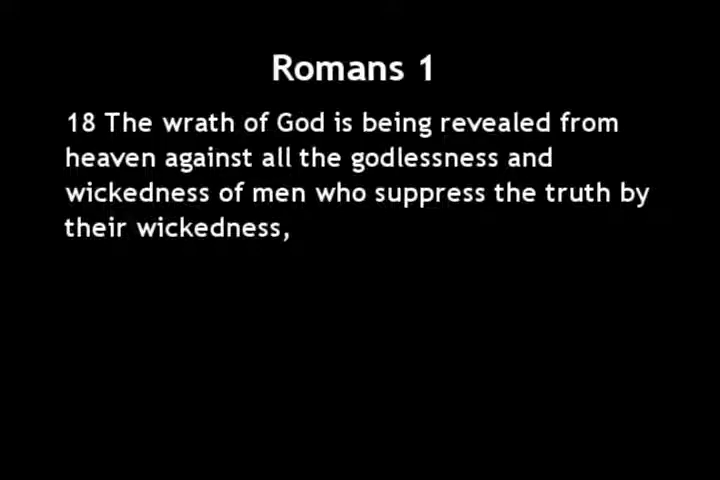 Romans 1
18 The wrath of God is being revealed from
heaven against all the godlessness and
wickedness of men who suppress the truth by
their wickedness,